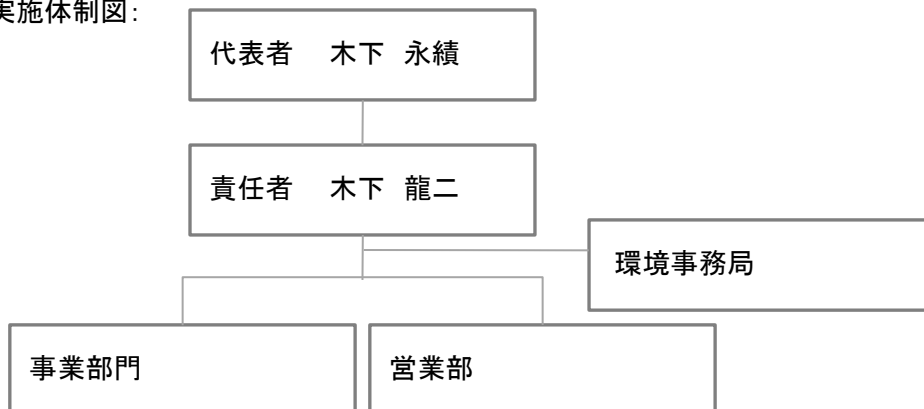 実施体制図:
代表者　木下 永績
責任者　木下 龍二
環境事務局
事業部門
営業部